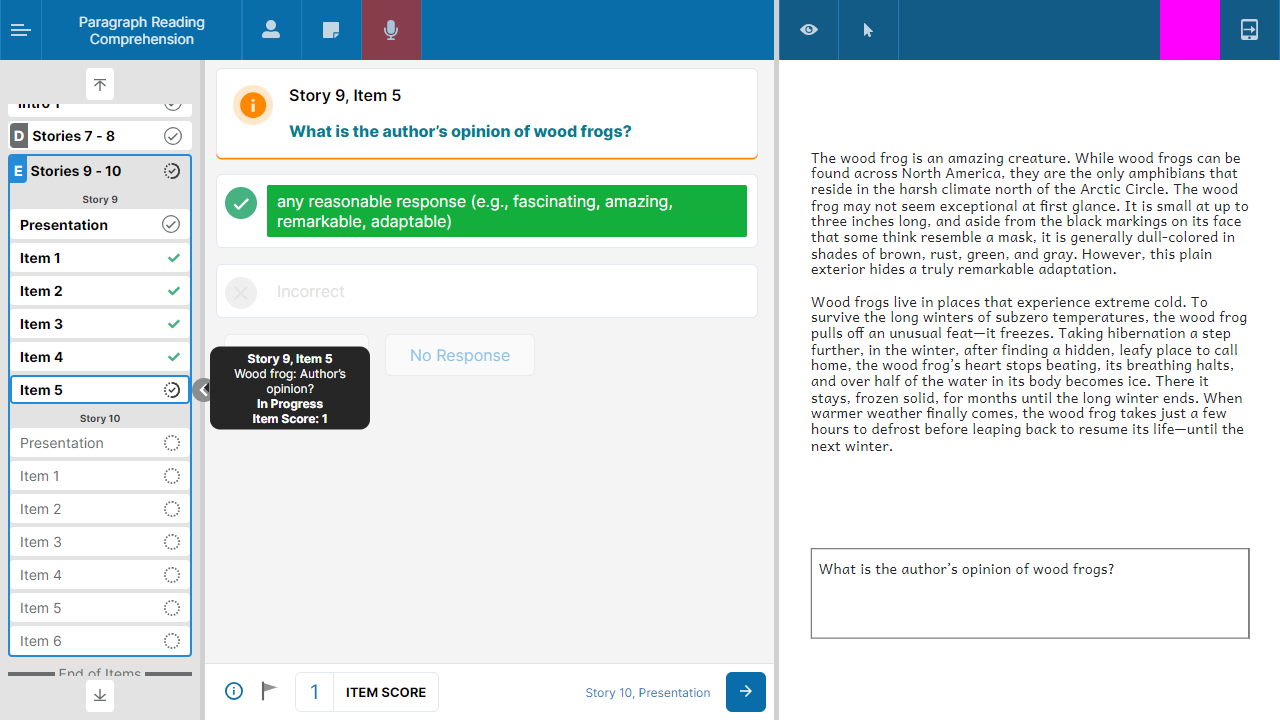 Paragraph Reading
Comprehension
Intro 1
D Stories 7 - 8
E Stories 9 - 10
Story 9
Presentation
Item 1
Item 2
Item 3
Item 4
Item 5
Story 10
Presentation
Item 1
Item 2
Item 3
Item 4
Item 5
Item 6
End of Items
Story 9, Item 5
What is the author's opinion of wood frogs?
any reasonable response (e.g., fascinating, amazing,
remarkable, adaptable)
Incorrect
No Response
Story 9, Item 5
Wood frog: Author's
opinion?
In Progress
Item Score: 1
1 ITEM SCORE
Story 10, Presentation
The wood frog is an amazing creature. While wood frogs can be
found across North America, they are the only amphibians that
reside in the harsh climate north of the Arctic Circle. The wood
frog may not seem exceptional at first glance. It is small at up to
three inches long, and aside from the black markings on its face
that some think resemble a mask, it is generally dull-colored in
shades of brown, rust, green, and gray. However, this plain
exterior hides a truly remarkable adaptation.
Wood frogs live in places that experience extreme cold. To
survive the long winters of subzero temperatures, the wood frog
pulls off an unusual feat—it freezes. Taking hibernation a step
further, in the winter, after finding a hidden, leafy place to call
home, the wood frog's heart stops beating, its breathing halts,
and over half of the water in its body becomes ice. There it
stays, frozen solid, for months until the long winter ends. When
warmer weather finally comes, the wood frog takes just a few
hours to defrost before leaping back to resume its life—until the
next winter.
What is the author's opinion of wood frogs?